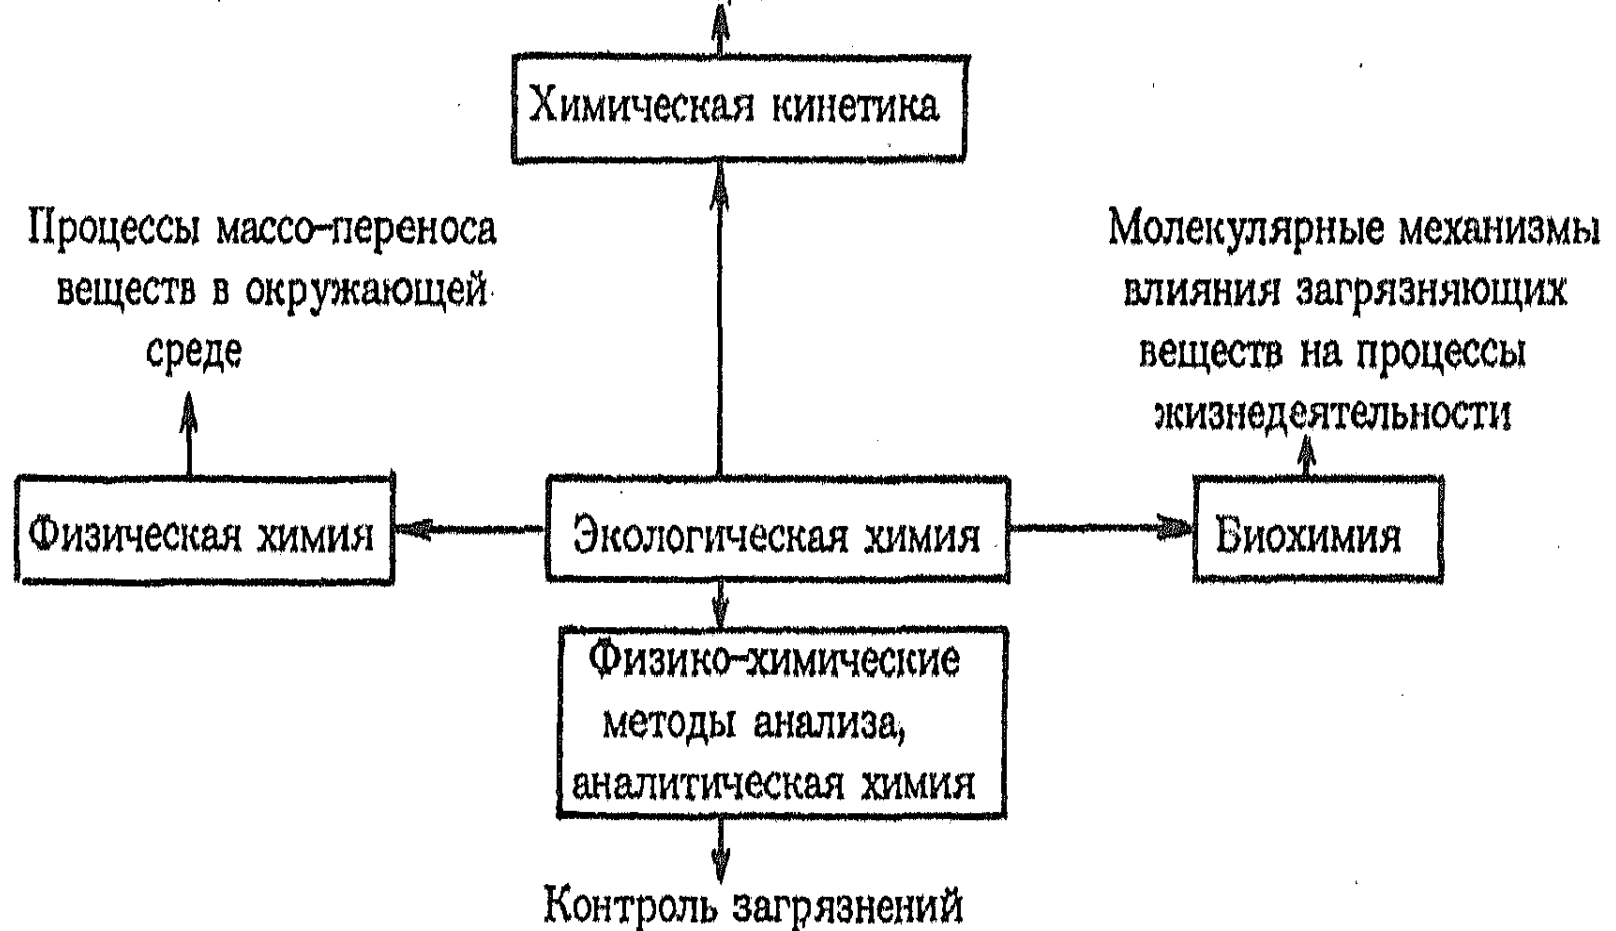 Химическая кинетика
Процессы массо-переноса
веществ в окружающей
среде
Молекулярные механизмы
влияния загрязняющих
веществ на процессы
жизнедеятельности
Физическая химия
Экологическая химия
Биохимия
Физико-химические
методы анализа,
аналитическая химия
Контроль загрязнений